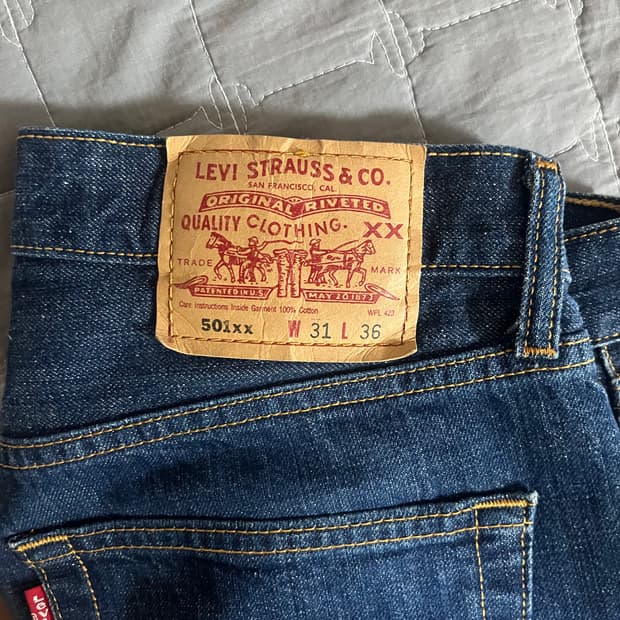 LEVI STRAUSS & CO.
SAN FRANCISCO, CAL.
ORIGINAL RIVETED
QUALITY CLOTHING. XX
TRADE MARK
PATENTED IN U.S. MAY 20 1873
Care Instructions Inside Garment 100% Cotton WPL 423
501xx W 31 L 36